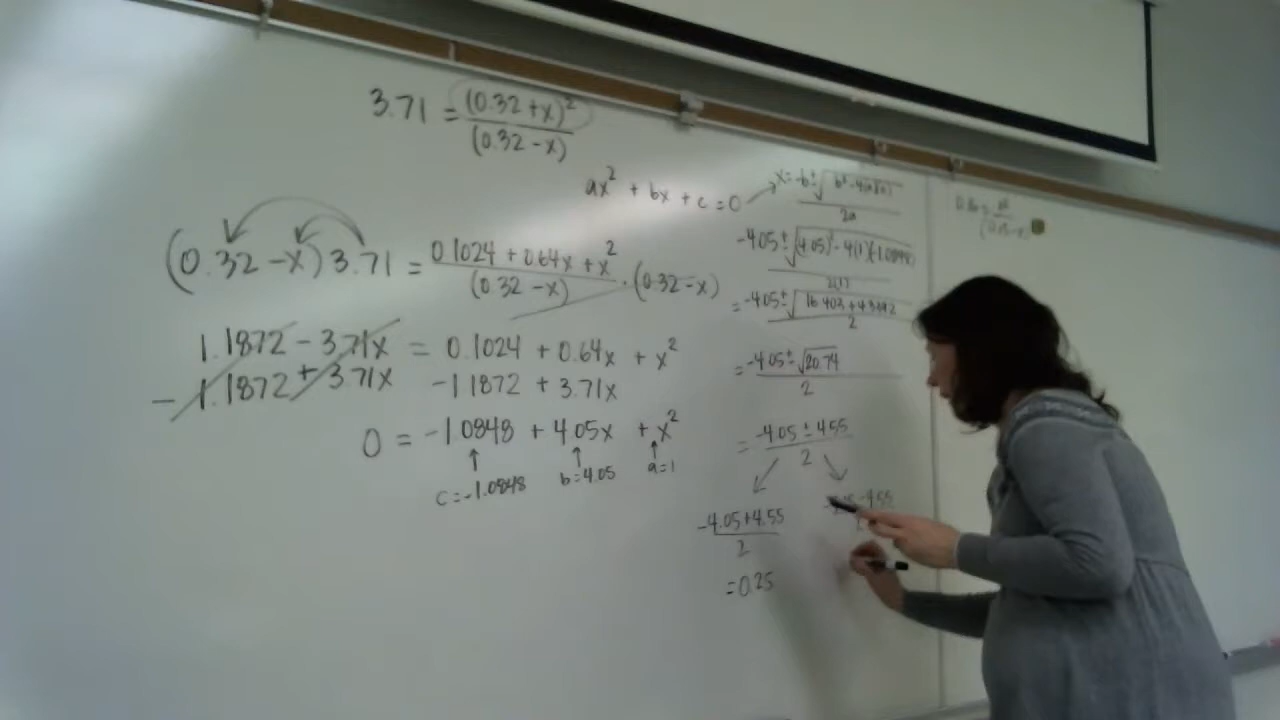 3.71 = (0.32 + x)² / (0.32 - x)
ax² + bx + c = 0
x = -b ± √(b² - 4(a)(c)) / 2a
(0.32 - x) 3.71 = (0.1024 + 0.64x + x²) / (0.32 - x) · (0.32 - x)
1.1872 - 3.71x = 0.1024 + 0.64x + x²
- 1.1872 + 3.71x -1.1872 + 3.71x
0 = -1.0848 + 4.05x + x²
c = -1.0848 b = 4.05 a = 1
-4.05 ± √((4.05)² - 4(1)(-1.0848)) / 2(1)
= -4.05 ± √(16.403 + 4.3392) / 2
= -4.05 ± √20.74 / 2
= -4.05 ± 4.55 / 2
-4.05 + 4.55 / 2
= 0.25
- 4.55